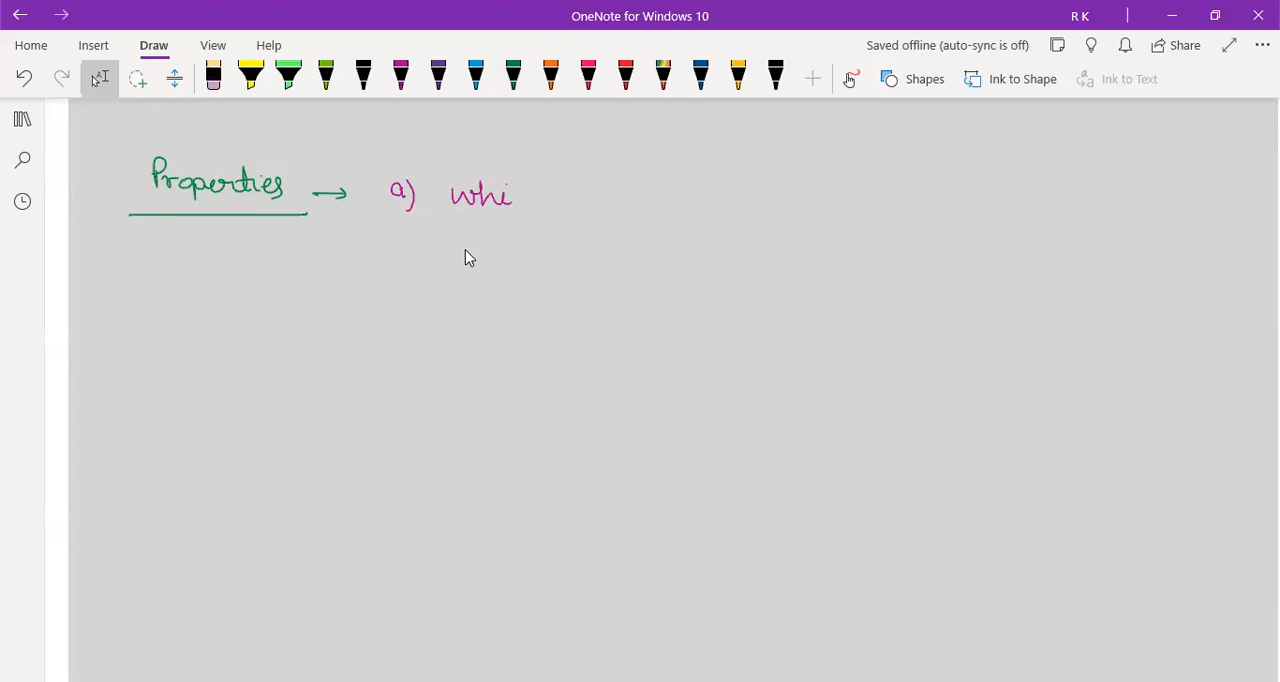 OneNote for Windows 10
R K
Home Insert Draw View Help
Saved offline (auto-sync is off) Share
Shapes Ink to Shape Ink to Text
Properties → a) whi